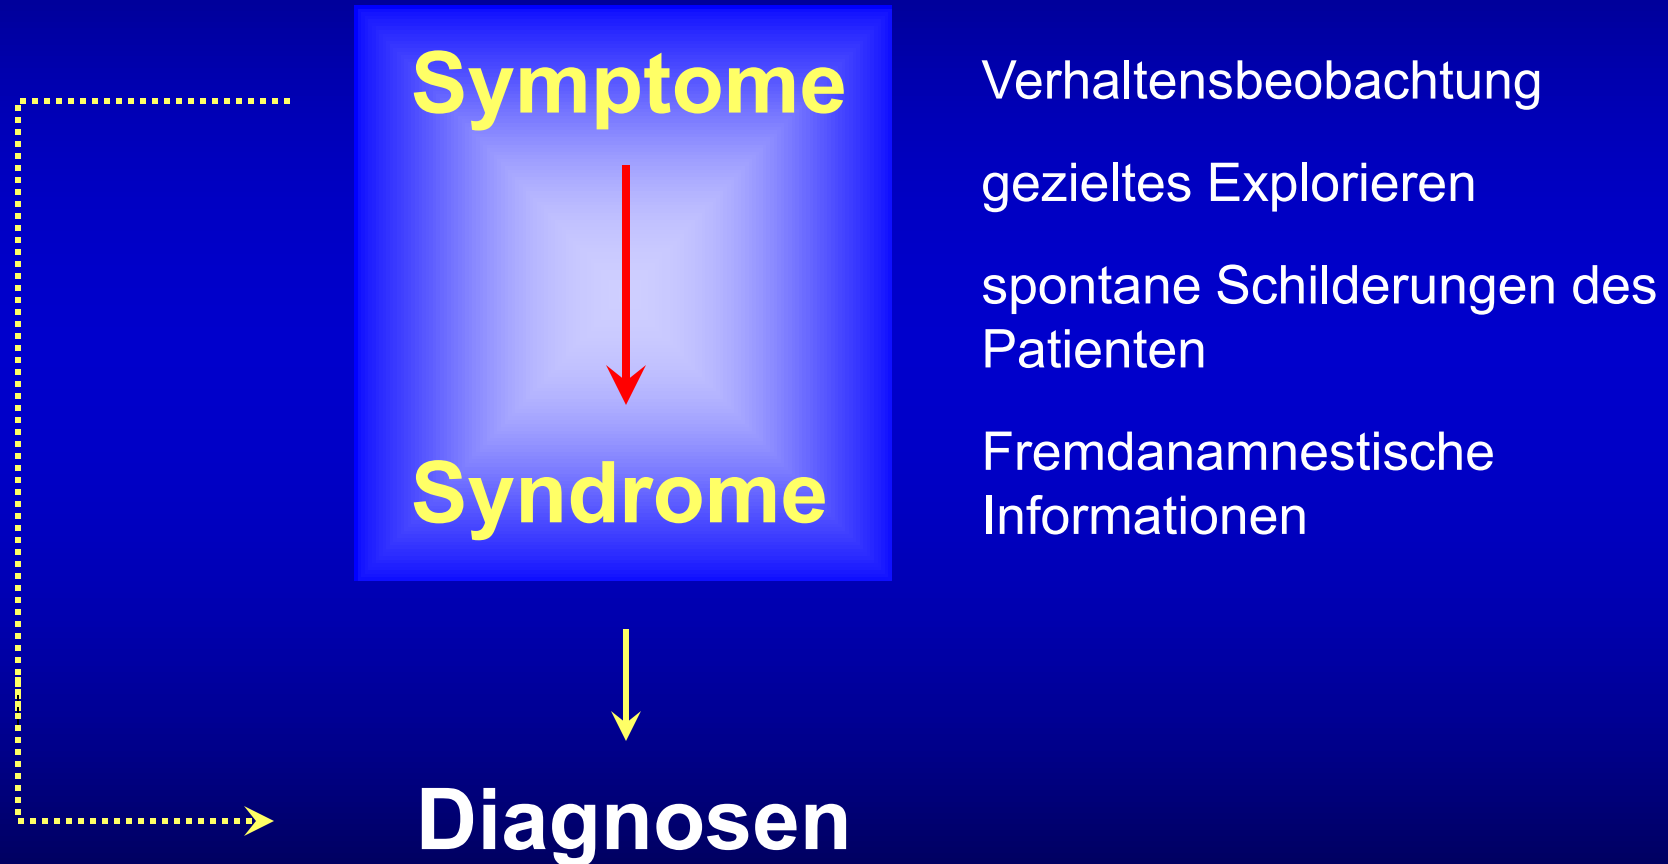 Symptome
Verhaltensbeobachtung
gezieltes Explorieren
spontane Schilderungen des
Patienten
Fremdanamnestische
Informationen
Syndrome
Diagnosen